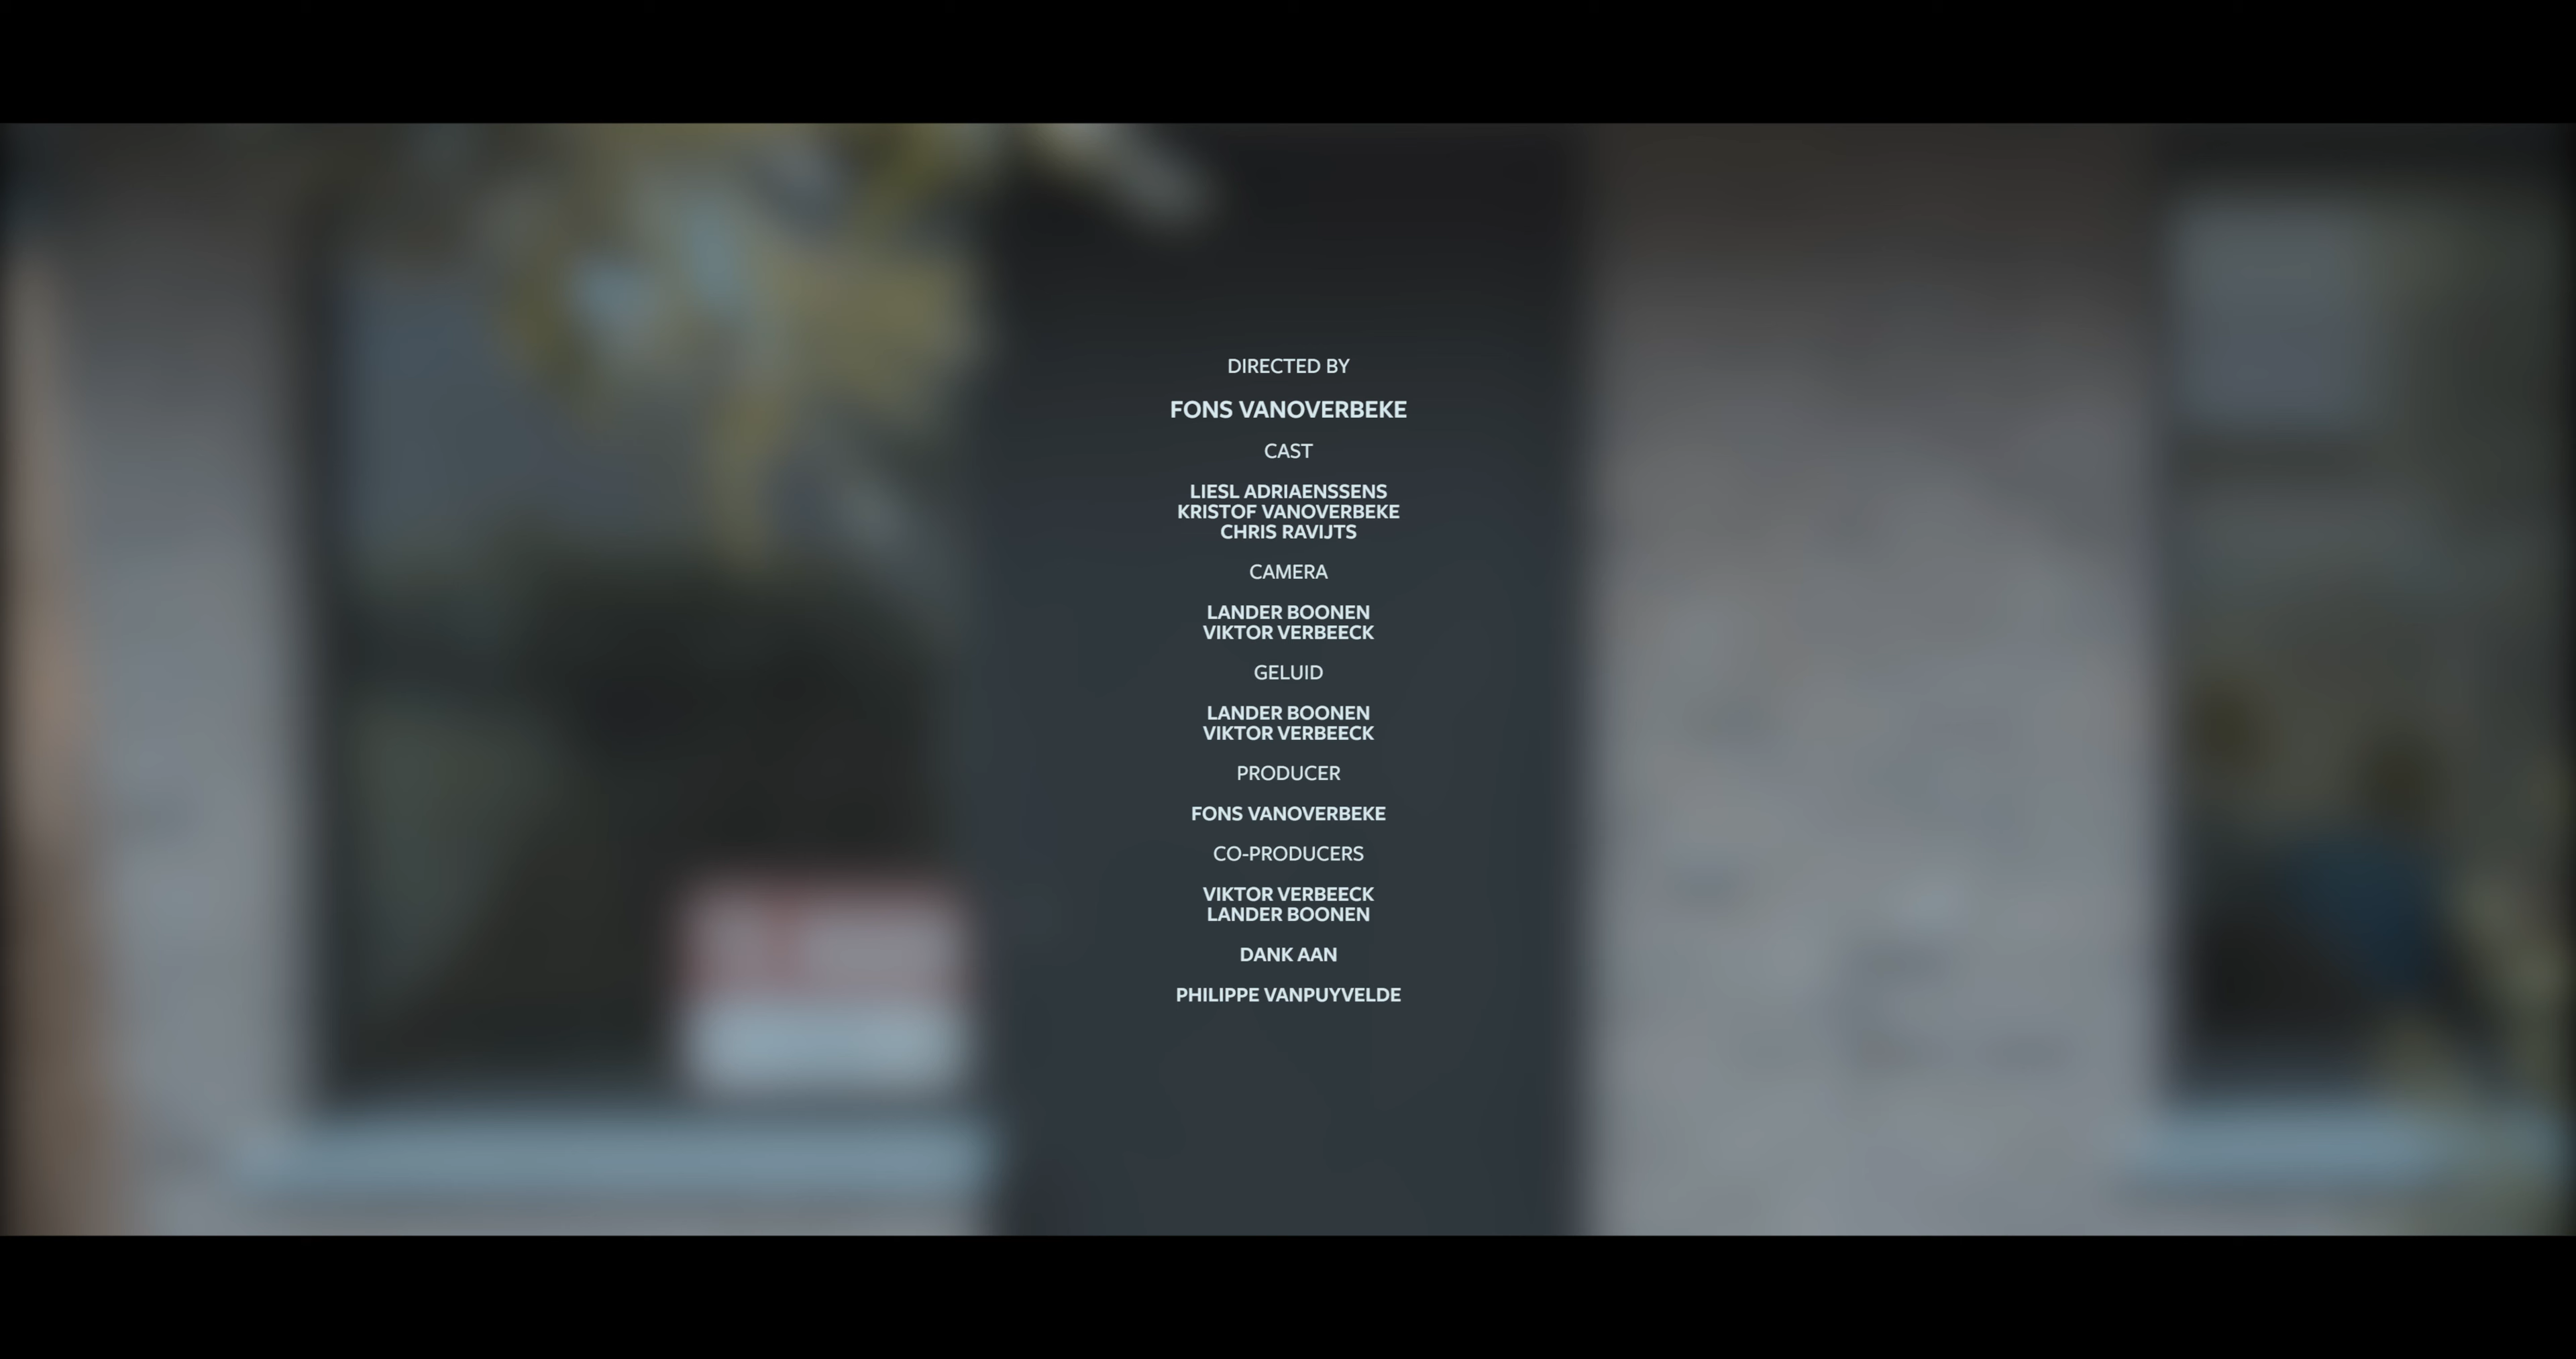 DIRECTED BY
FONS VANOVERBEKE
CAST
LIESL ADRIAENSSENS
KRISTOF VANOVERBEKE
CHRIS RAVIJTS
CAMERA
LANDER BOONEN
VIKTOR VERBEECK
GELUID
LANDER BOONEN
VIKTOR VERBEECK
PRODUCER
FONS VANOVERBEKE
CO-PRODUCERS
VIKTOR VERBEECK
LANDER BOONEN
DANK AAN
PHILIPPE VANPUYVELDE